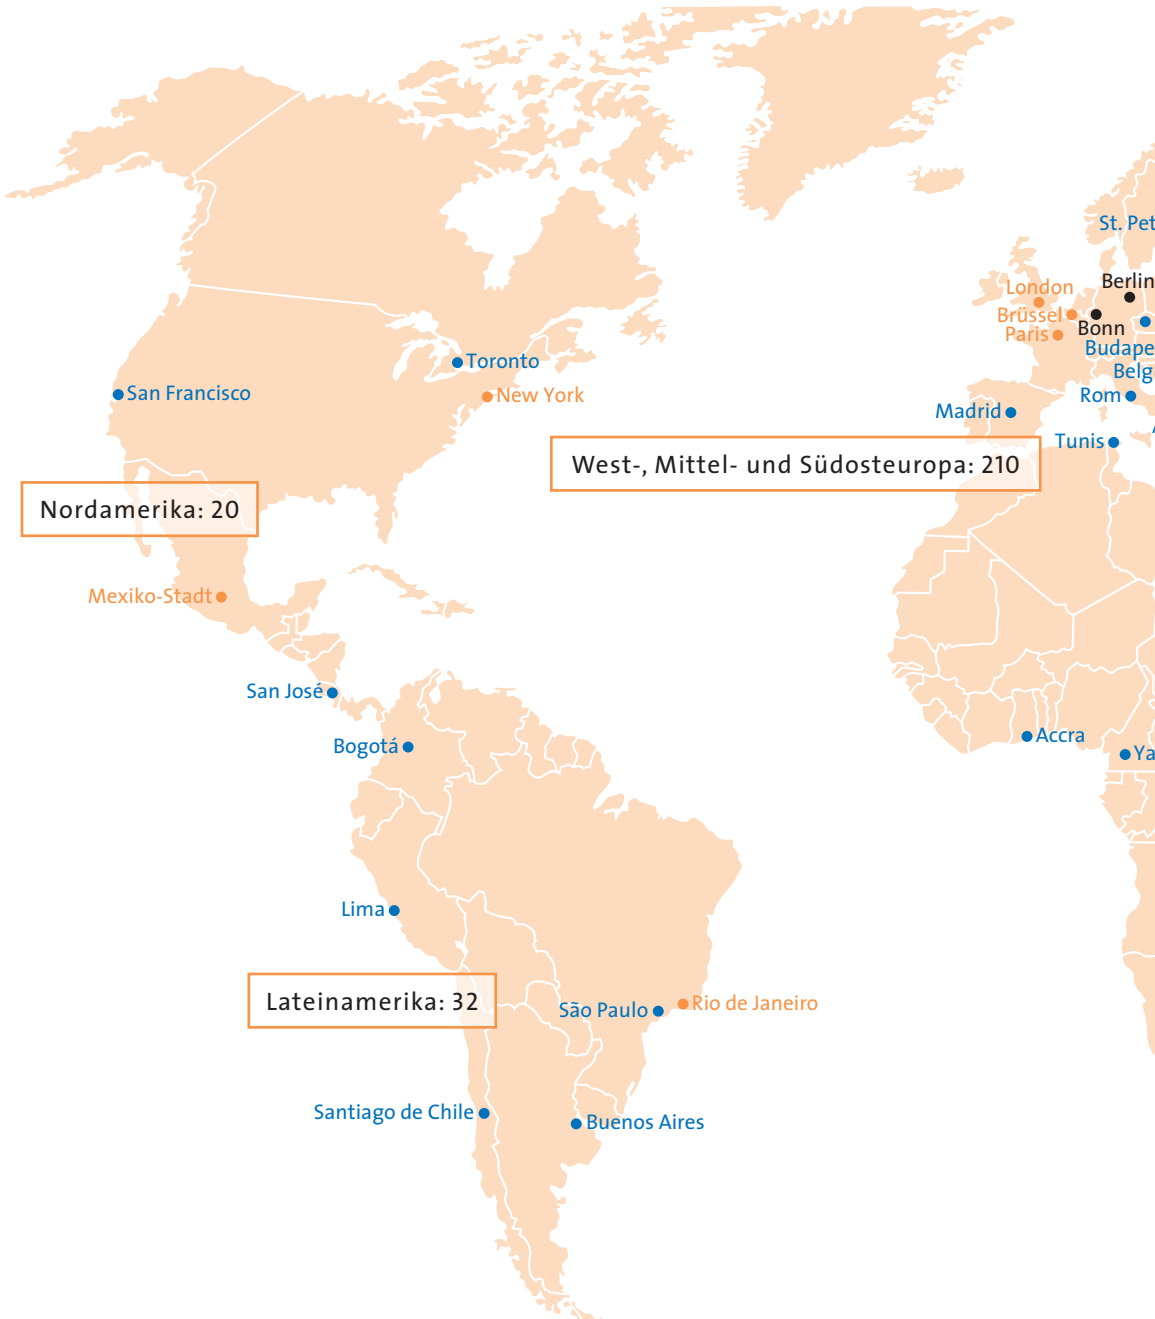 St. Pet
London
Berlin
Brüssel
Bonn
Paris
Budape
Toronto
Belg
San Francisco
New York
Rom
Madrid
Tunis
West-, Mittel- und Südosteuropa: 210
Nordamerika: 20
Mexiko-Stadt
San José
Accra
Bogotá
Ya
Lima
Lateinamerika: 32
São Paulo
Rio de Janeiro
Santiago de Chile
Buenos Aires